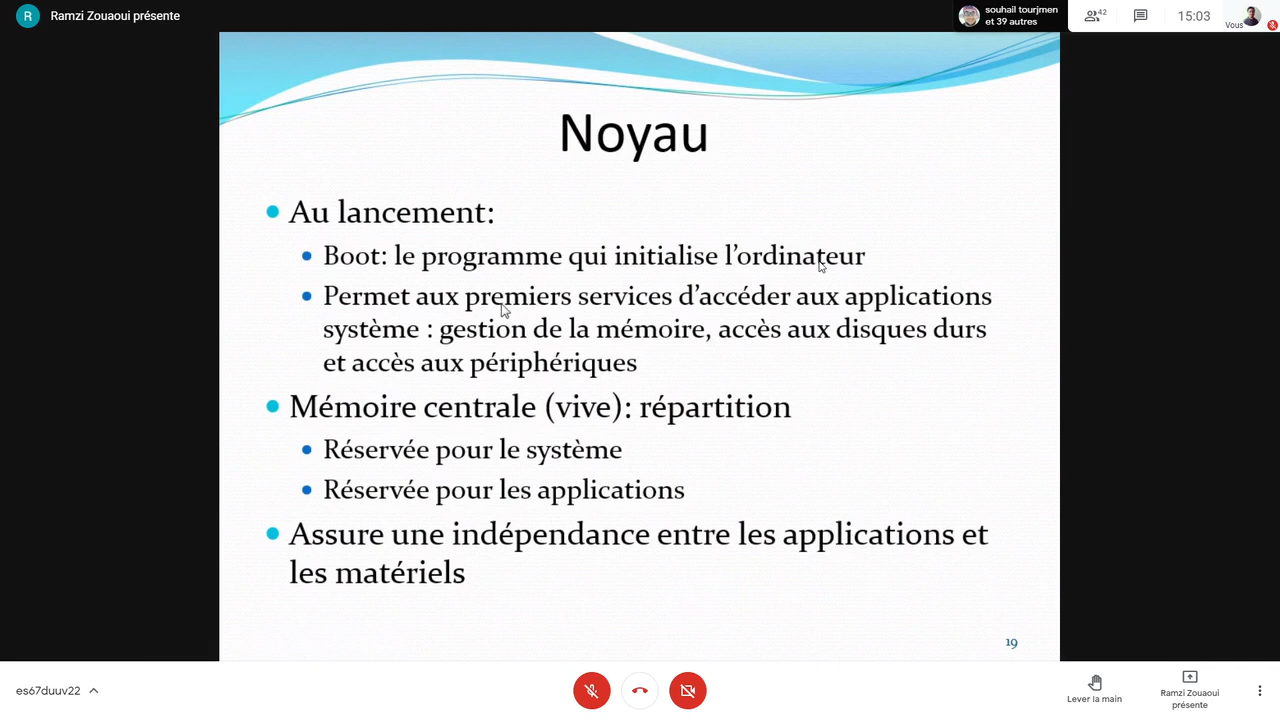 R
Ramzi Zouaoui présente
souhail tourjmen
et 39 autres
42
15:03
Vous
Noyau
Au lancement:
Boot: le programme qui initialise l’ordinateur
Permet aux premiers services d’accéder aux applications
système : gestion de la mémoire, accès aux disques durs
et accès aux périphériques
Mémoire centrale (vive): répartition
Réservée pour le système
Réservée pour les applications
Assure une indépendance entre les applications et
les matériels
19
es67duuv22
Lever la main
Ramzi Zouaoui
présente